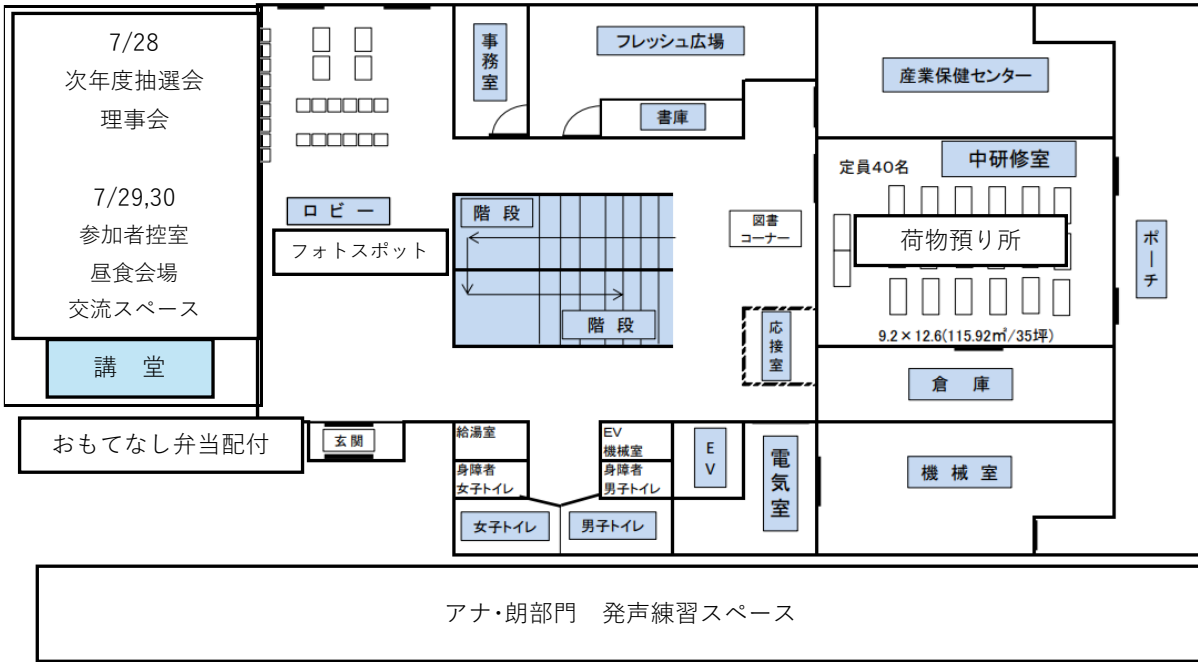 7/28
次年度抽選会
理事会
7/29,30
参加者控室
昼食会場
交流スペース
講 堂
おもてなし弁当配付
ロ ビ ー
フォトスポット
玄関
事務室
フレッシュ広場
書庫
階 段
階 段
図書
コーナー
応接室
産業保健センター
定員40名
中研修室
荷物預り所
9.2×12.6(115.92㎡/35坪)
ポーチ
倉 庫
給湯室
身障者
女子トイレ
EV
機械室
身障者
男子トイレ
女子トイレ
男子トイレ
EV
電気室
機 械 室
アナ・朗部門 発声練習スペース